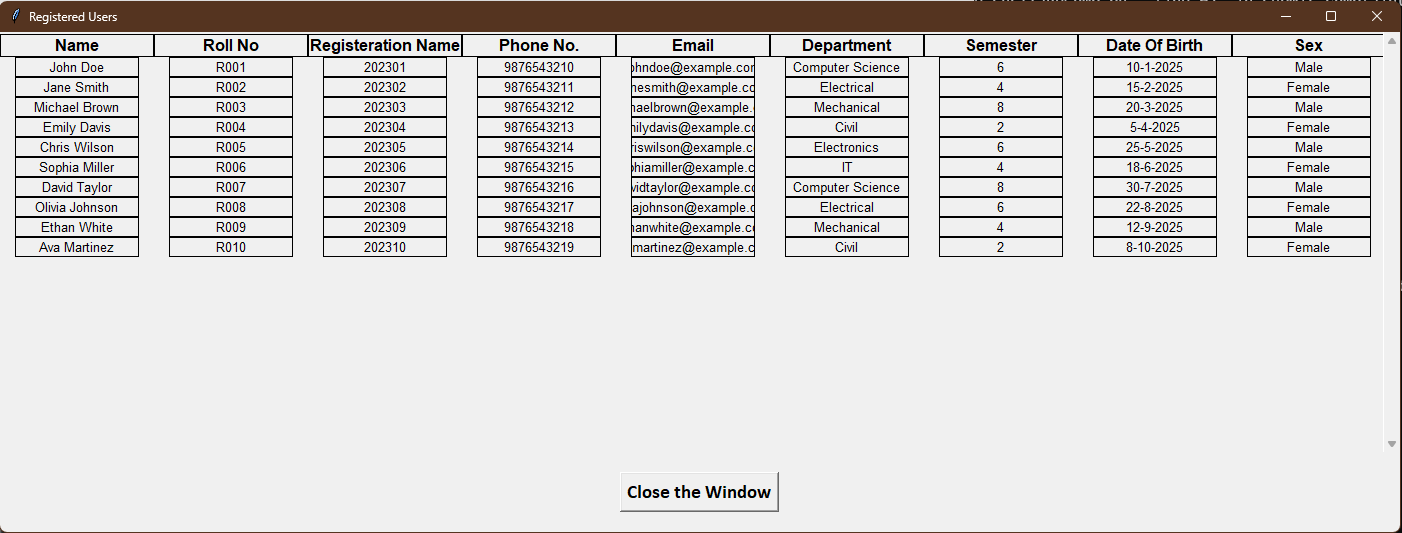 Registered Users
Name Roll No Registeration Name Phone No. Email Department Semester Date Of Birth Sex
John Doe R001 202301 9876543210 ohndoe@example.com Computer Science 6 10-1-2025 Male
Jane Smith R002 202302 9876543211 nesmith@example.co Electrical 4 15-2-2025 Female
Michael Brown R003 202303 9876543212 haelbrown@example. Mechanical 8 20-3-2025 Male
Emily Davis R004 202304 9876543213 nilydavis@example.co Civil 2 5-4-2025 Female
Chris Wilson R005 202305 9876543214 riswilson@example.co Electronics 6 25-5-2025 Male
Sophia Miller R006 202306 9876543215 phiamiller@example.c IT 4 18-6-2025 Female
David Taylor R007 202307 9876543216 vidtaylor@example.co Computer Science 8 30-7-2025 Male
Olivia Johnson R008 202308 9876543217 iajohnson@example.c Electrical 6 22-8-2025 Female
Ethan White R009 202309 9876543218 hanwhite@example.co Mechanical 4 12-9-2025 Male
Ava Martinez R010 202310 9876543219 martinez@example.c Civil 2 8-10-2025 Female
Close the Window